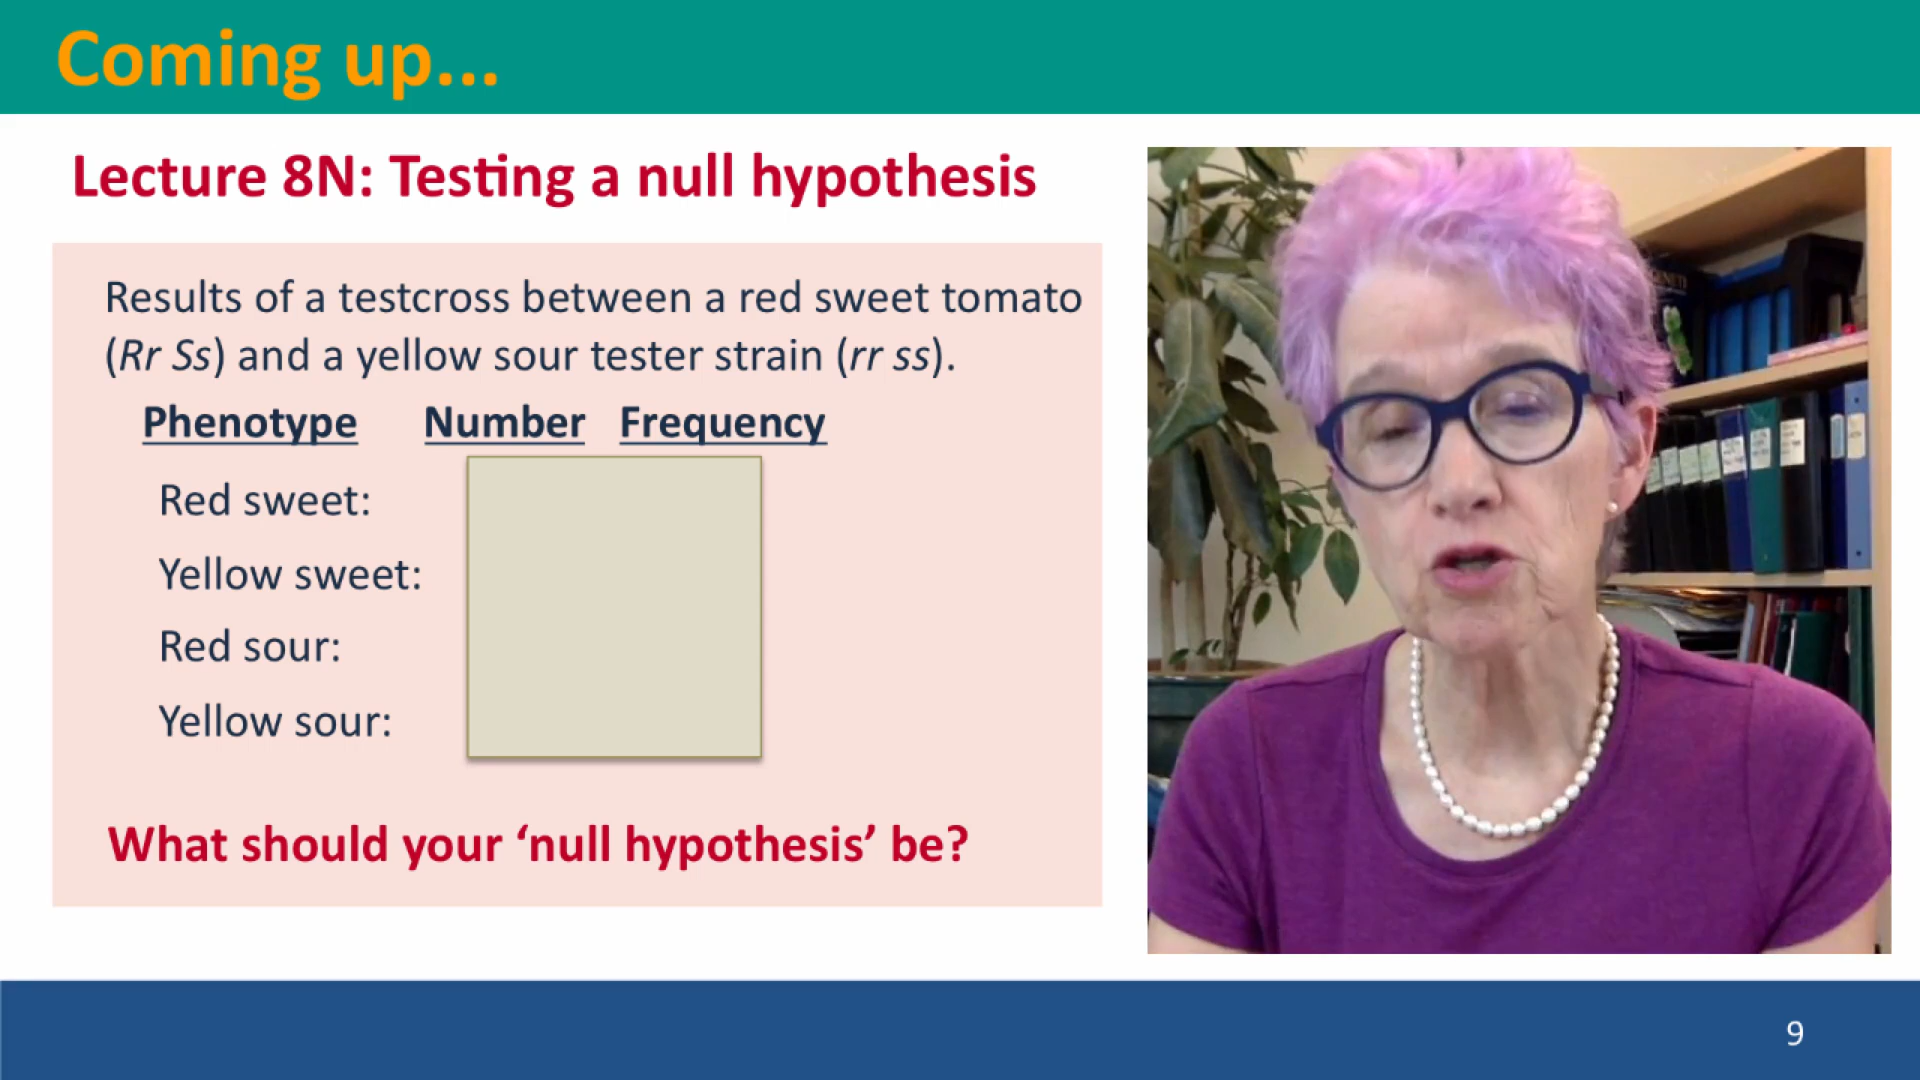 Coming up...
Lecture 8N: Testing a null hypothesis
Results of a testcross between a red sweet tomato
(Rr Ss) and a yellow sour tester strain (rr ss).
Phenotype Number Frequency
Red sweet:
Yellow sweet:
Red sour:
Yellow sour:
What should your ‘null hypothesis’ be?
9